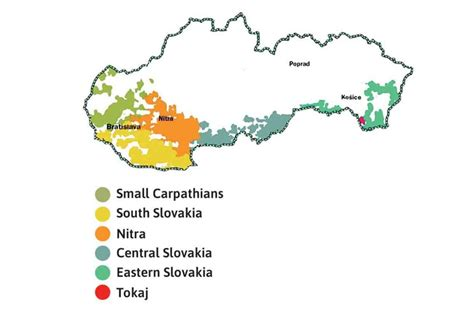 Poprad
Košice
Nitra
Bratislava
Small Carpathians
South Slovakia
Nitra
Central Slovakia
Eastern Slovakia
Tokaj